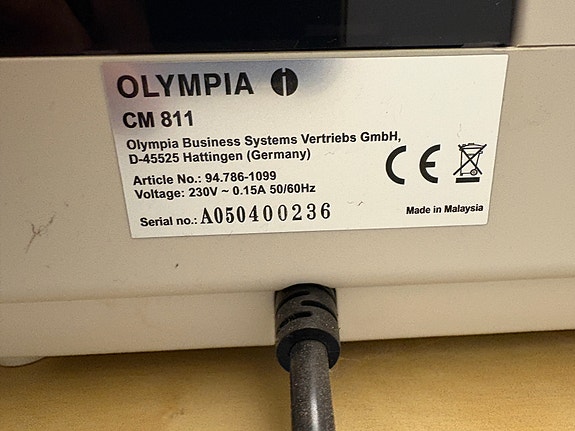 OLYMPIA
CM 811
Olympia Business Systems Vertriebs GmbH,
D-45525 Hattingen (Germany)
Article No.: 94.786-1099
Voltage: 230V ~ 0.15A 50/60Hz
CE
Serial no.: A050400236
Made in Malaysia